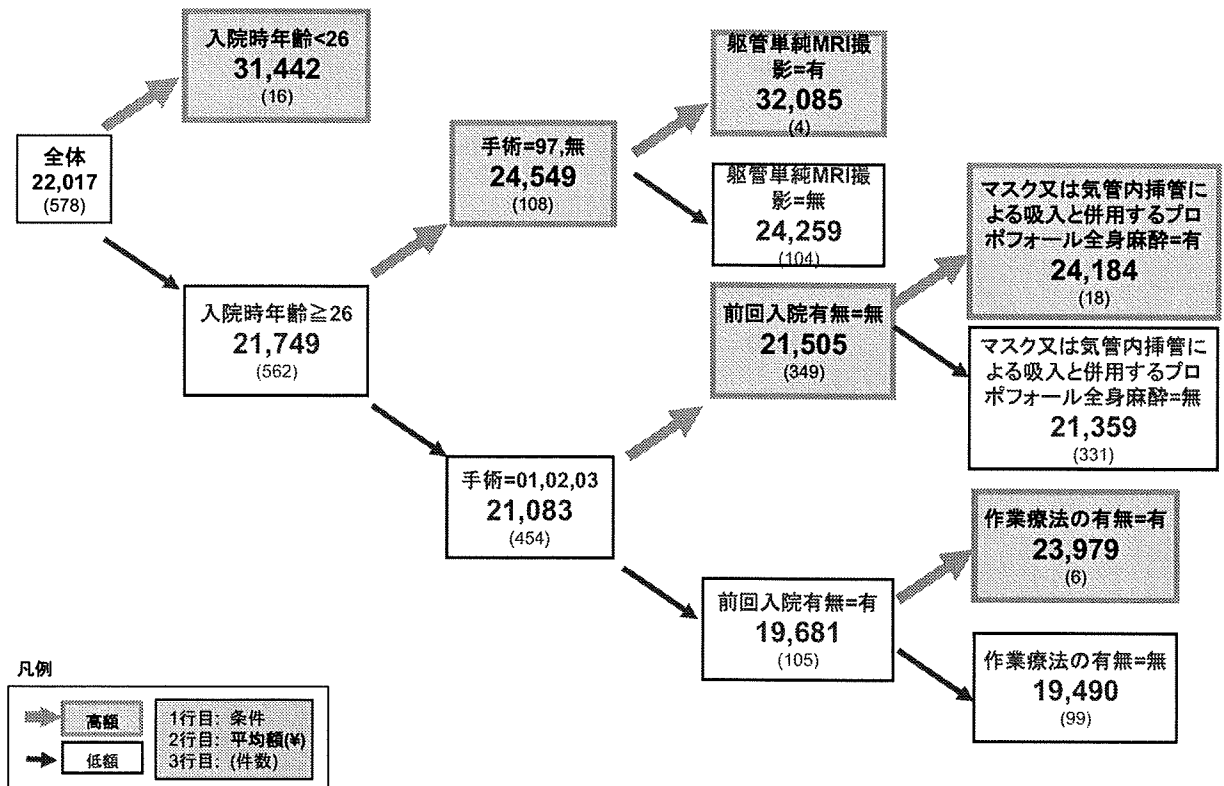 入院時年齢<26
31,442
(16)
全体
22,017
(578)
入院時年齢≧26
21,749
(562)
手術=97,無
24,549
(108)
手術=01,02,03
21,083
(454)
躯管単純MRI撮
影=有
32,085
(4)
躯管単純MRI撮
影=無
24,259
(104)
前回入院有無=無
21,505
(349)
前回入院有無=有
19,681
(105)
マスク又は気管内挿管に
よる吸入と併用するプロ
ポフォール全身麻酔=有
24,184
(18)
マスク又は気管内挿管に
よる吸入と併用するプロ
ポフォール全身麻酔=無
21,359
(331)
作業療法の有無=有
23,979
(6)
作業療法の有無=無
19,490
(99)
凡例
高額
低額
1行目: 条件
2行目: 平均額(¥)
3行目: (件数)